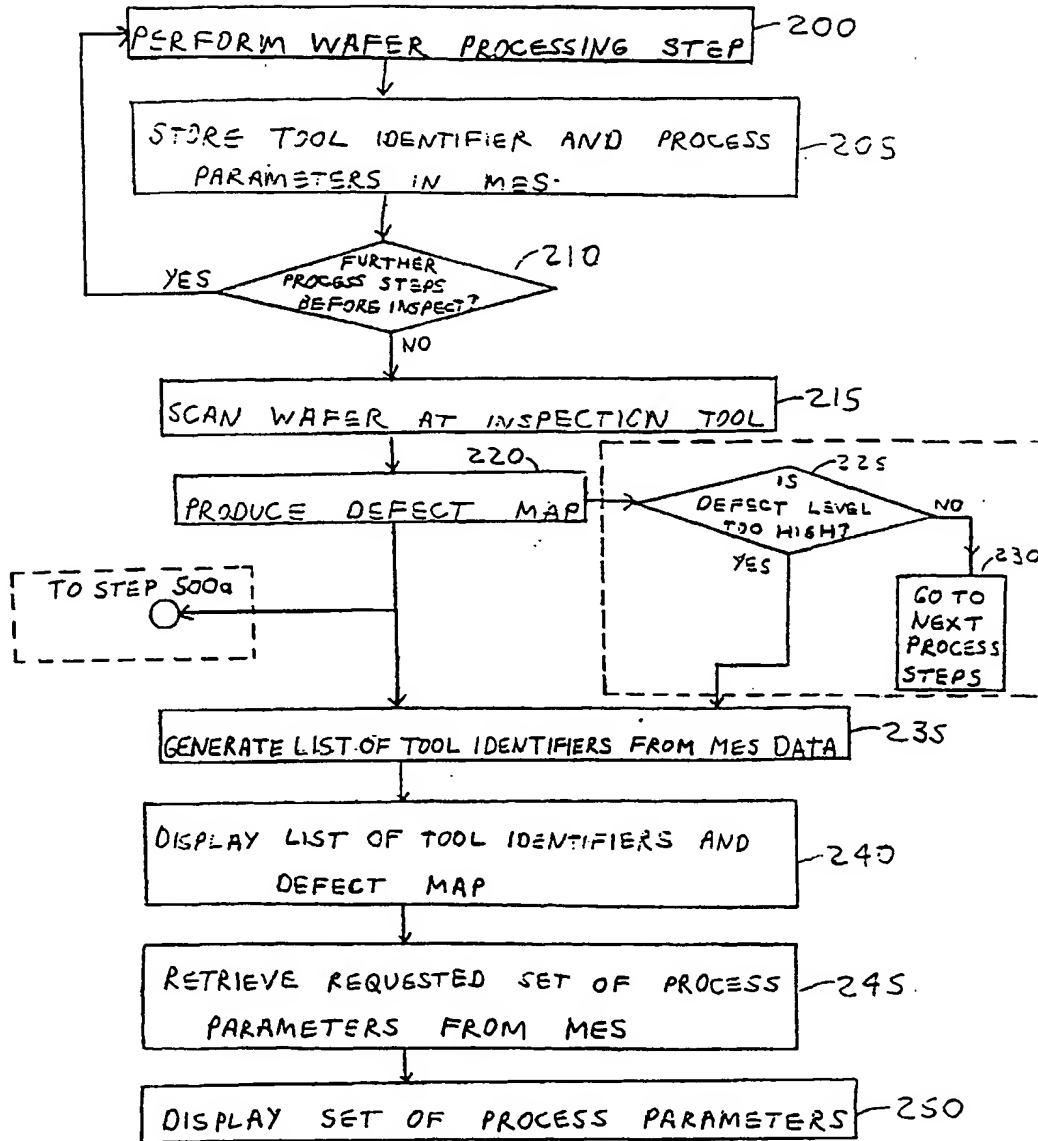 PERFORM WAFER PROCESSING STEP
200
STORE TOOL IDENTIFIER AND PROCESS
PARAMETERS IN MES.
205
FURTHER
PROCESS STEPS
BEFORE INSPECT?
210
YES
NO
SCAN WAFER AT INSPECTION TOOL
215
220
PRODUCE DEFECT MAP
225
IS
DEFECT LEVEL
TOO HIGH?
NO
YES
230
GO TO
NEXT
PROCESS
STEPS
TO STEP 500a
GENERATE LIST OF TOOL IDENTIFIERS FROM MES DATA
235
DISPLAY LIST OF TOOL IDENTIFIERS AND
DEFECT MAP
240
RETRIEVE REQUESTED SET OF PROCESS
PARAMETERS FROM MES
245
DISPLAY SET OF PROCESS PARAMETERS
250